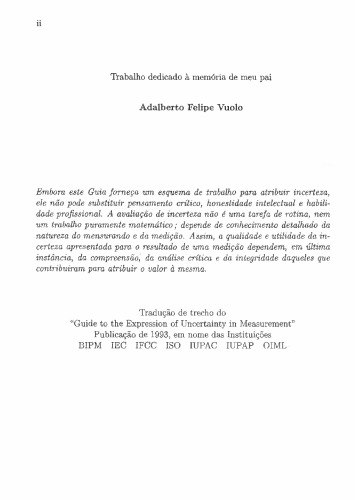 ii
Trabalho dedicado à memória de meu pai
Adalberto Felipe Vuolo
Embora este Guia forneça um esquema de trabalho para atribuir incerteza,
ele não pode substituir pensamento crítico, honestidade intelectual e habili-
dade profissional. A avaliação de incerteza não é uma tarefa de rotina, nem
um trabalho puramente matemático; depende de conhecimento detalhado da
natureza do mensurando e da medição. Assim, a qualidade e utilidade da in-
certeza apresentada para o resultado de uma medição dependem, em última
instância, da compreensão, da análise crítica e da integridade daqueles que
contribuiram para atribuir o valor à mesma.
Tradução de trecho do
"Guide to the Expression of Uncertainty in Measurement"
Publicação de 1993, em nome das Instituições
BIPM IEC IFCC ISO IUPAC IUPAP OIML